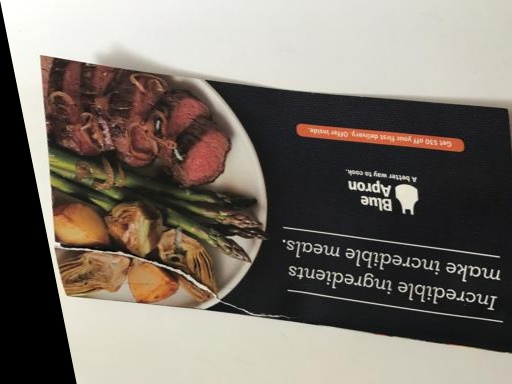 Incredible ingredients
make incredible meals.
Blue
Apron
A better way to cook.
Get $30 off your first delivery. Offer inside.